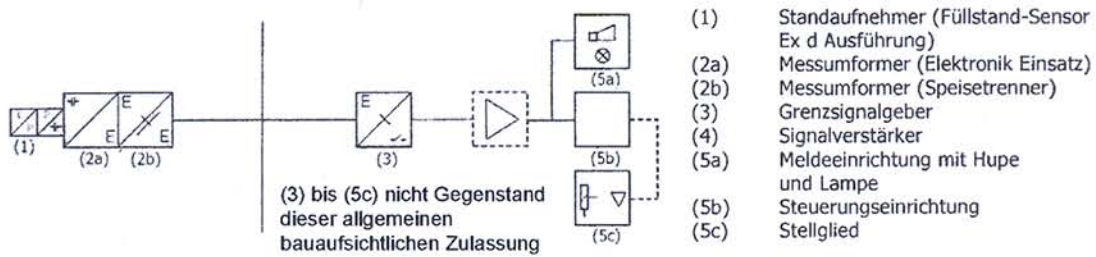 (1) Standaufnehmer (Füllstand-Sensor
Ex d Ausführung)
(2a) Messumformer (Elektronik Einsatz)
(2b) Messumformer (Speisetrenner)
(3) Grenzsignalgeber
(4) Signalverstärker
(5a) Meldeeinrichtung mit Hupe
und Lampe
(5b) Steuerungseinrichtung
(5c) Stellglied
(5a)
E
E
E
E
(1)
(2a) (2b)
(3)
(5b)
(5c)
(3) bis (5c) nicht Gegenstand
dieser allgemeinen
bauaufsichtlichen Zulassung